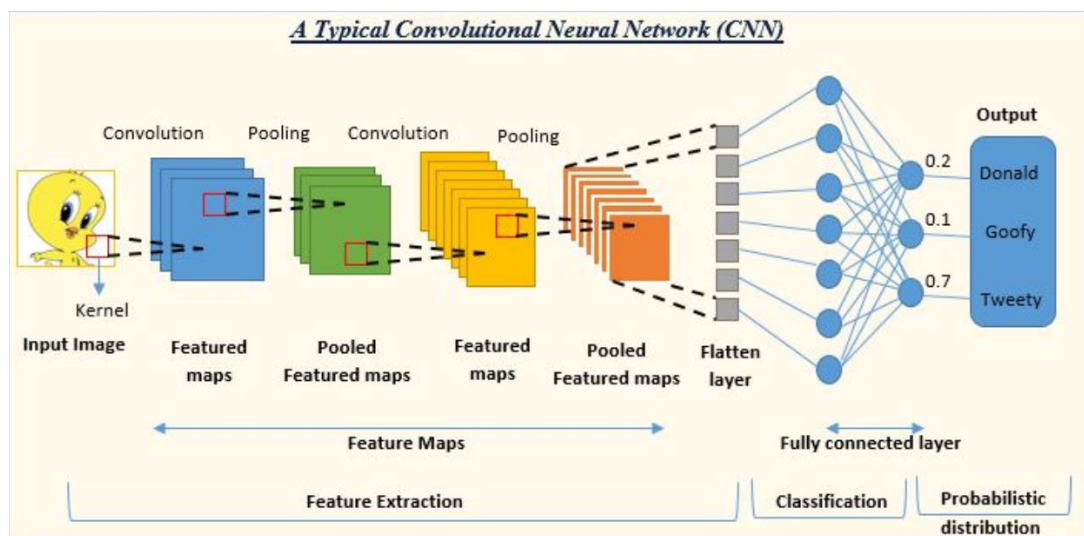 A Typical Convolutional Neural Network (CNN)
Convolution
Pooling
Convolution
Pooling
Output
0.2
Donald
0.1
Goofy
0.7
Tweety
Kernel
Input Image
Featured
maps
Pooled
Featured maps
Featured
maps
Pooled
Featured maps
Flatten
layer
Feature Maps
Fully connected layer
Feature Extraction
Classification
Probabilistic
distribution